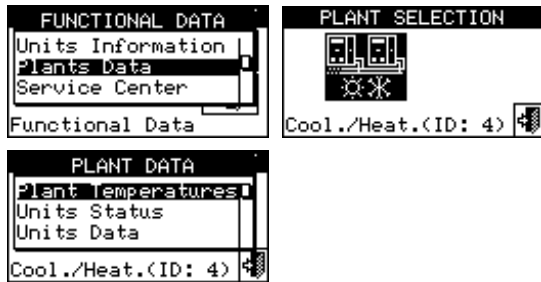 FUNCTIONAL DATA
Units Information
Plants Data
Service Center
Functional Data
PLANT SELECTION
Cool./Heat.(ID: 4)
PLANT DATA
Plant Temperatures
Units Status
Units Data
Cool./Heat.(ID: 4)